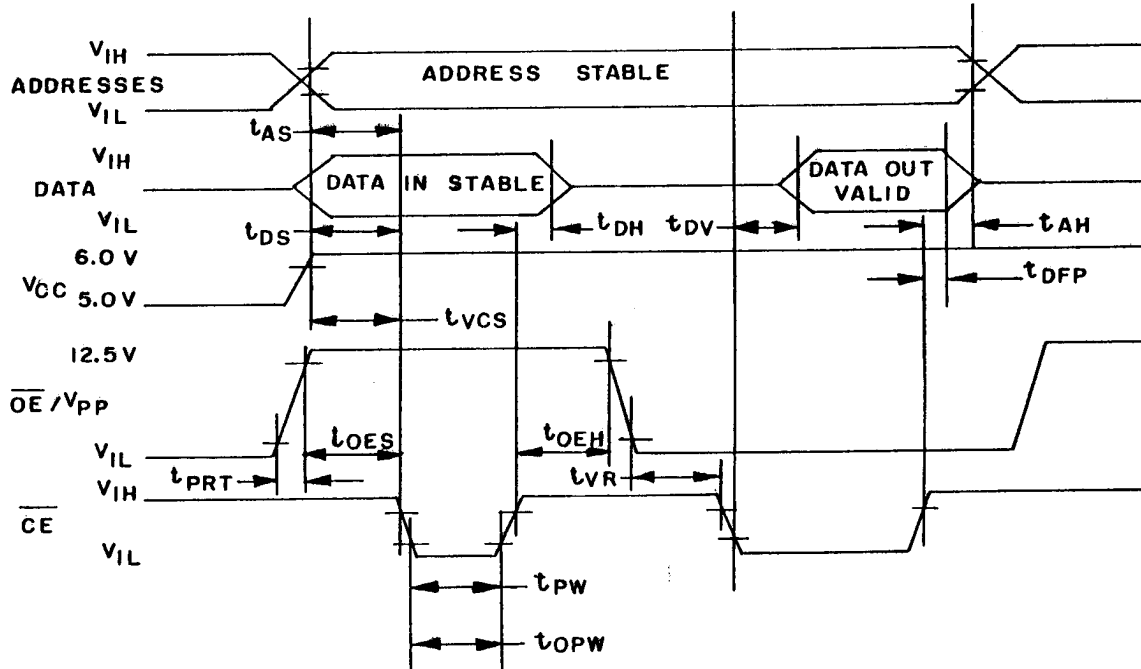 VIH
ADDRESSES
ADDRESS STABLE
VIL
tAS
VIH
DATA
DATA IN STABLE
DATA OUT
VALID
VIL
tDS
tDH
tDV
tAH
6.0 V
VCC
5.0 V
tDFP
tVCS
12.5 V
OE /VPP
VIL
tOES
tOEH
tPRT
tVR
VIH
CE
VIL
tPW
tOPW